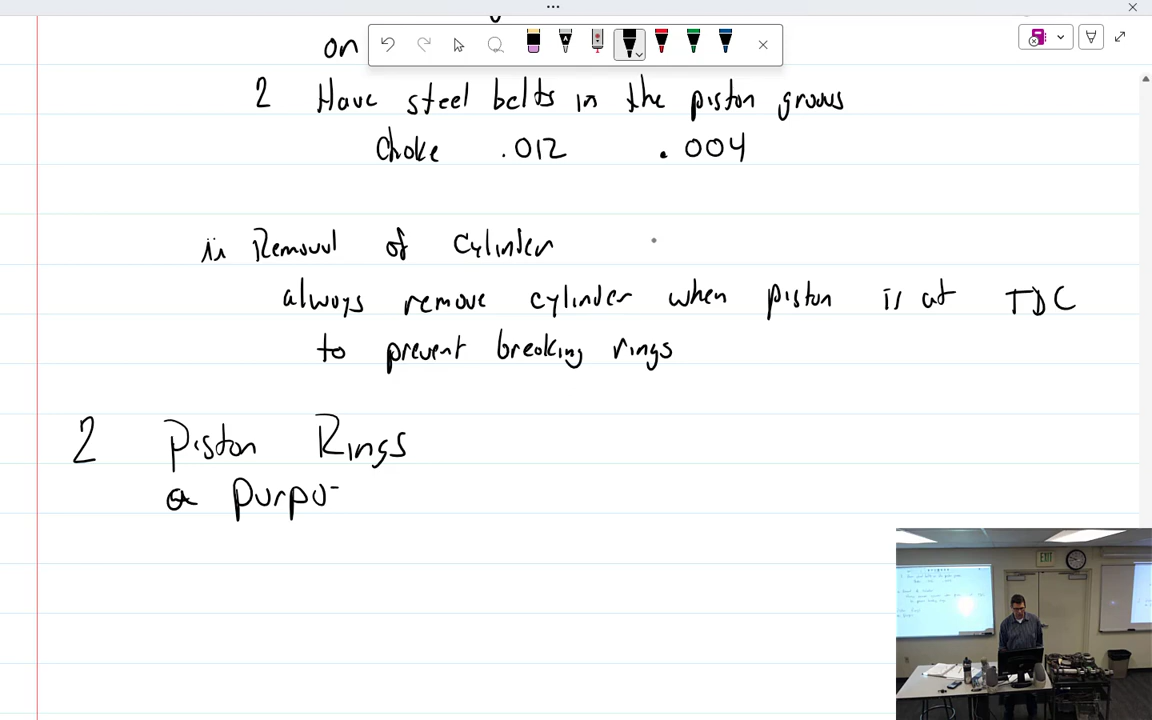 on
2 Have steel belts in the piston grooves
Choke .012 .004
ii Removal of Cylinder
always remove cylinder when piston is at TDC
to prevent breaking rings
2 Piston Rings
a Purpo
EXIT